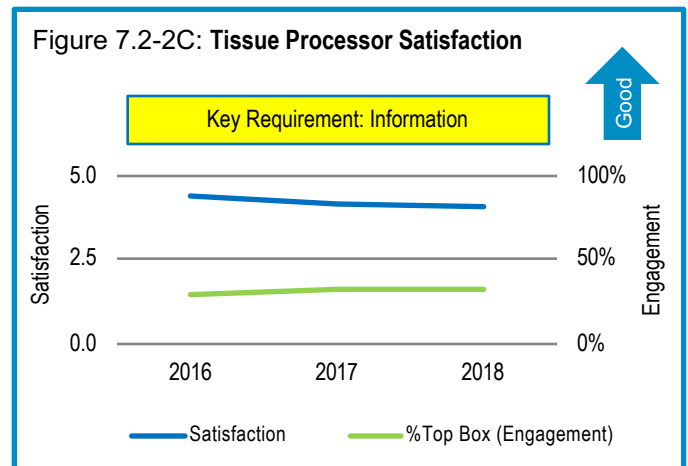 Figure 7.2-2C: Tissue Processor Satisfaction
Good
Key Requirement: Information
5.0
100%
Satisfaction
2.5
50%
Engagement
0.0
0%
2016 2017 2018
Satisfaction %Top Box (Engagement)